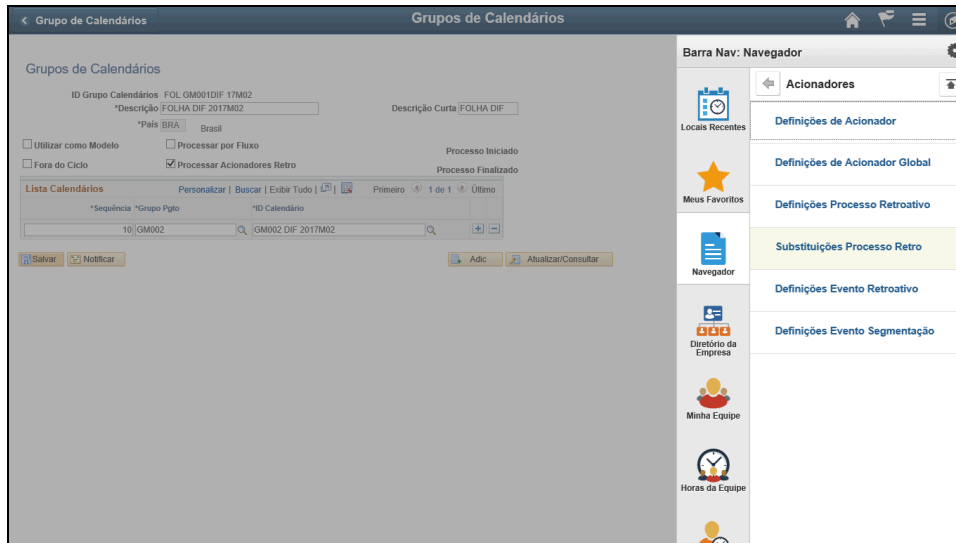 Grupo de Calendários
Grupos de Calendários
Grupos de Calendários
ID Grupo Calendários FOL GM001DIF 17M02
*Descrição FOLHA DIF 2017M02
Descrição Curta FOLHA DIF
*País BRA Brasil
Utilizar como Modelo
Processar por Fluxo
Processo Iniciado
Fora do Ciclo
Processar Acionadores Retro
Processo Finalizado
Lista Calendários Personalizar | Buscar | Exibir Tudo | | Primeiro 1 de 1 Último
*Sequência *Grupo Pgto *ID Calendário
10 GM002 GM002 DIF 2017M02
Salvar Notificar Adic Atualizar/Consultar
Barra Nav: Navegador
Locais Recentes
Meus Favoritos
Navegador
Diretório da
Empresa
Minha Equipe
Horas da Equipe
Acionadores
Definições de Acionador
Definições de Acionador Global
Definições Processo Retroativo
Substituições Processo Retro
Definições Evento Retroativo
Definições Evento Segmentação